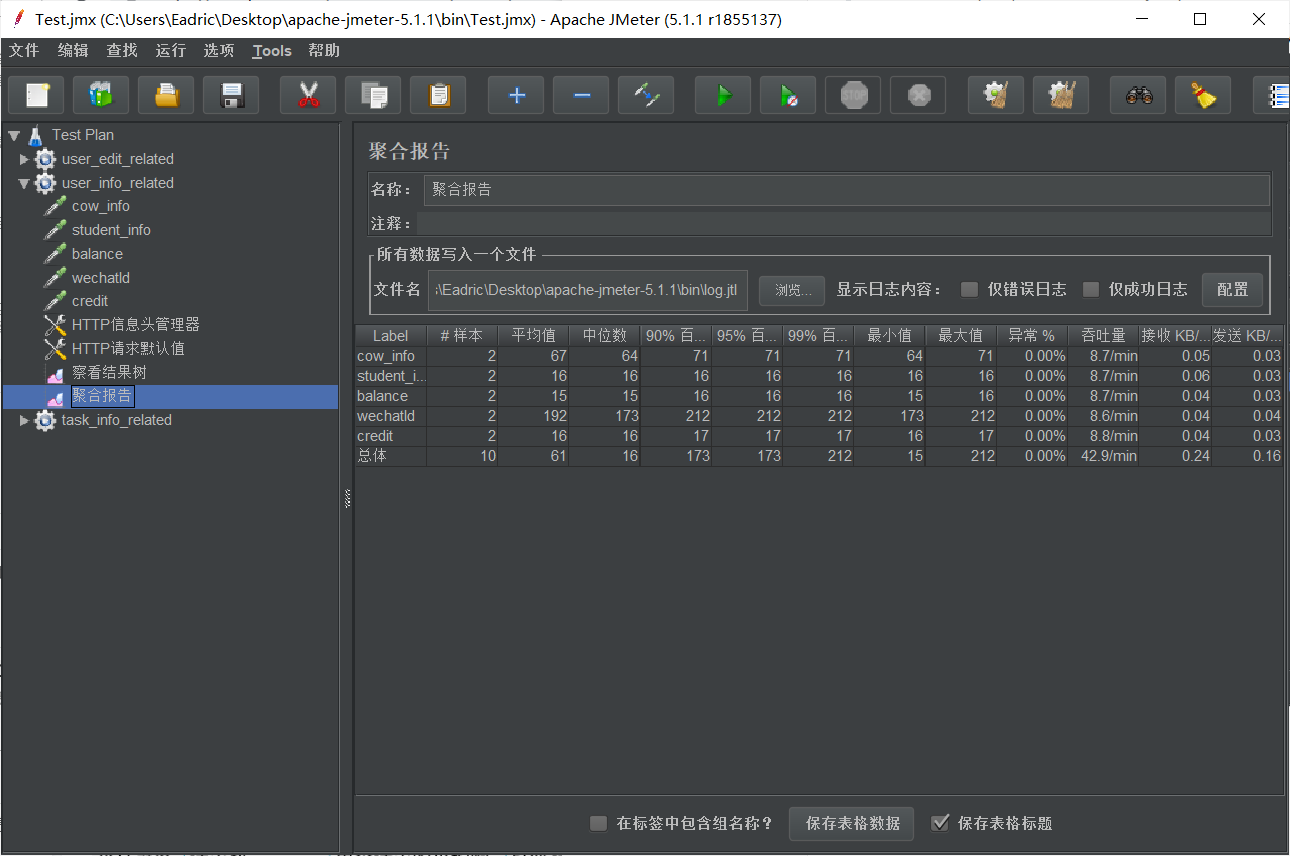 Test.jmx (C:\Users\Eadric\Desktop\apache-jmeter-5.1.1\bin\Test.jmx) - Apache JMeter (5.1.1 r1855137)
文件 编辑 查找 运行 选项 Tools 帮助
STOP
Test Plan
user_edit_related
user_info_related
cow_info
student_info
balance
wechatId
credit
HTTP信息头管理器
HTTP请求默认值
察看结果树
聚合报告
task_info_related
聚合报告
名称： 聚合报告
注释：
所有数据写入一个文件
文件名 \Eadric\Desktop\apache-jmeter-5.1.1\bin\log.jtl 浏览... 显示日志内容： 仅错误日志 仅成功日志 配置
Label # 样本 平均值 中位数 90% 百... 95% 百... 99% 百... 最小值 最大值 异常 % 吞吐量 接收 KB/... 发送 KB/...
cow_info 2 67 64 71 71 71 64 71 0.00% 8.7/min 0.05 0.03
student_i... 2 16 16 16 16 16 16 16 0.00% 8.7/min 0.06 0.03
balance 2 15 15 16 16 16 15 16 0.00% 8.7/min 0.04 0.03
wechatId 2 192 173 212 212 212 173 212 0.00% 8.6/min 0.04 0.04
credit 2 16 16 17 17 17 16 17 0.00% 8.8/min 0.04 0.03
总体 10 61 16 173 173 212 15 212 0.00% 42.9/min 0.24 0.16
在标签中包含组名称？ 保存表格数据 保存表格标题